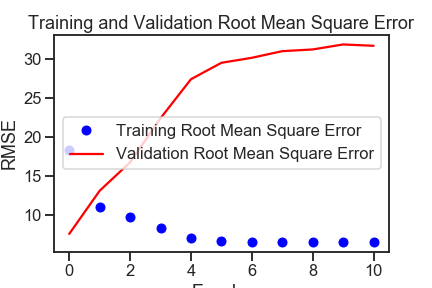 Training and Validation Root Mean Square Error
RMSE
30
25
20
15
10
Training Root Mean Square Error
Validation Root Mean Square Error
0 2 4 6 8 10